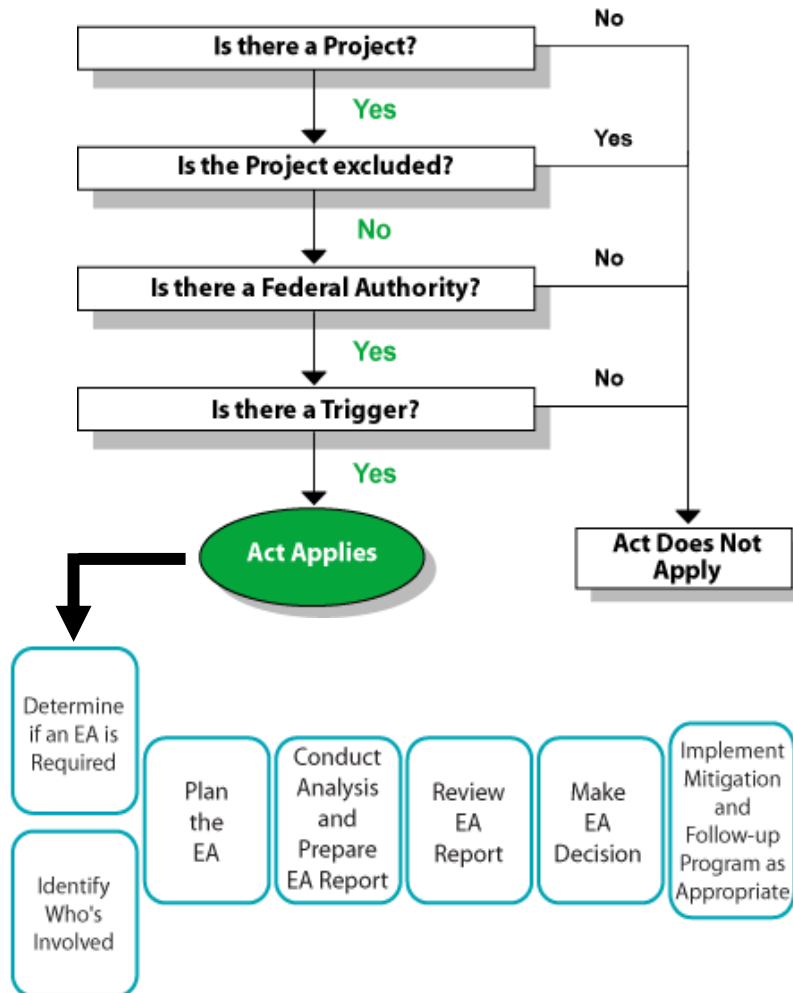 Is there a Project?
No
Yes
Is the Project excluded?
Yes
No
Is there a Federal Authority?
No
Yes
Is there a Trigger?
No
Yes
Act Applies
Act Does Not
Apply
Determine
if an EA is
Required
Identify
Who's
Involved
Plan
the
EA
Conduct
Analysis
and
Prepare
EA Report
Review
EA
Report
Make
EA
Decision
Implement
Mitigation
and
Follow-up
Program as
Appropriate